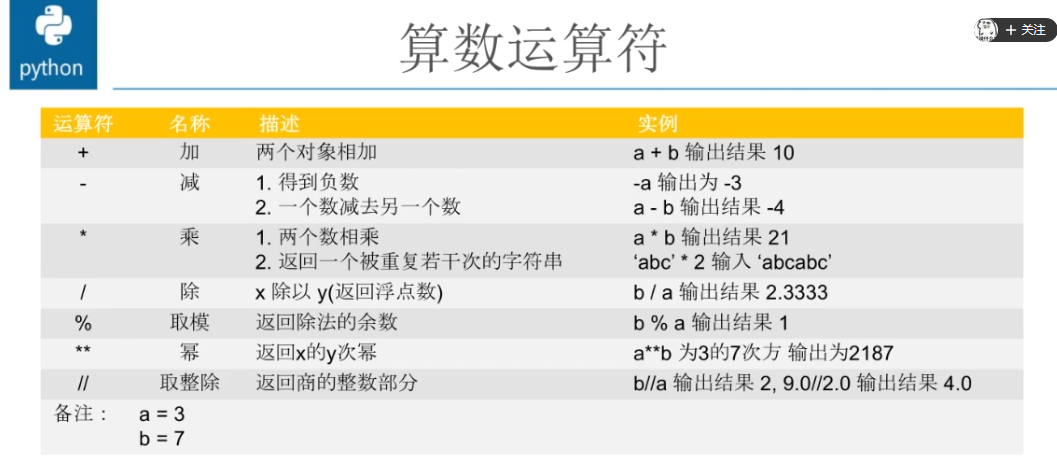 python
算数运算符
+ 关注
运算符 名称 描述 实例
+ 加 两个对象相加 a + b 输出结果 10
- 减 1. 得到负数 -a 输出为 -3
2. 一个数减去另一个数 a - b 输出结果 -4
* 乘 1. 两个数相乘 a * b 输出结果 21
2. 返回一个被重复若干次的字符串 ‘abc’ * 2 输入 ‘abcabc’
/ 除 x 除以 y(返回浮点数) b / a 输出结果 2.3333
% 取模 返回除法的余数 b % a 输出结果 1
** 幂 返回x的y次幂 a**b 为3的7次方 输出为2187
// 取整除 返回商的整数部分 b//a 输出结果 2, 9.0//2.0 输出结果 4.0
备注： a = 3
b = 7